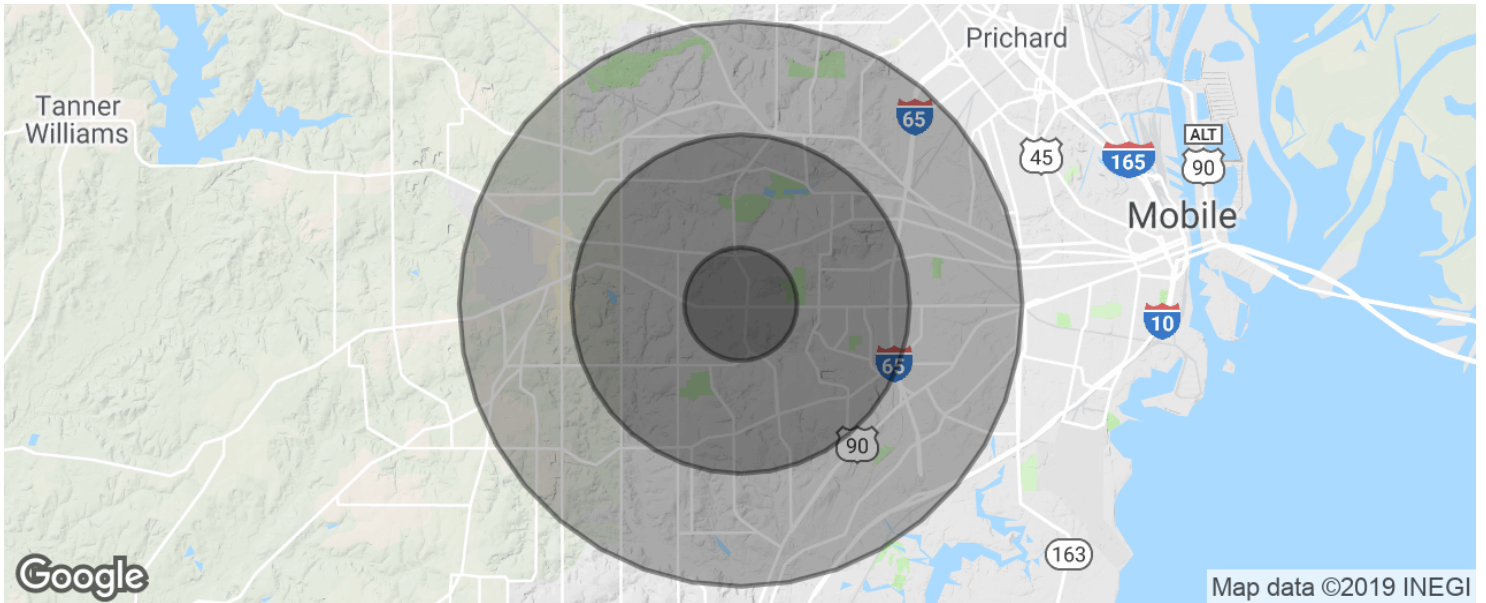 Prichard
Tanner
Williams
65
45
165
ALT
90
Mobile
10
65
90
163
Google
Map data ©2019 INEGI